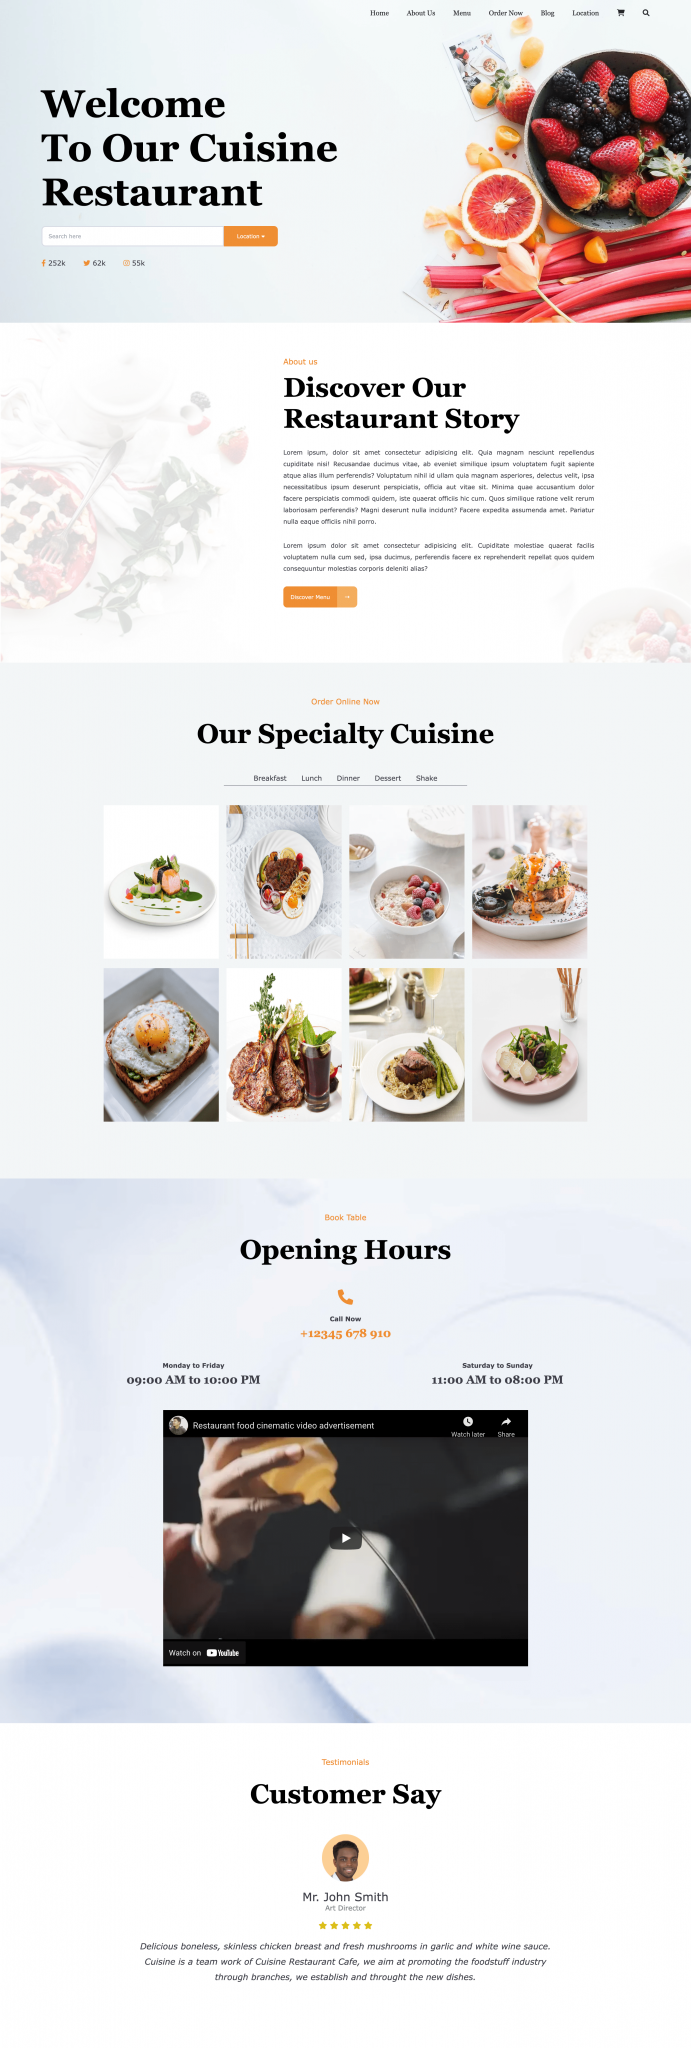 Home About Us Menu Order Now Blog Location
Welcome
To Our Cuisine
Restaurant
Search here Location
252k 62k 55k
About us
Discover Our
Restaurant Story
Lorem ipsum, dolor sit amet consectetur adipisicing elit. Quia magnam nesciunt repellendus
cupiditate nisi! Recusandae ducimus vitae, ab eveniet similique ipsum voluptatem fugit sapiente
atque alias illum perferendis? Voluptatum nihil id ullam quia magnam asperiores, delectus velit, ipsa
necessitatibus ipsum deserunt perspiciatis, officia aut vitae sit. Minima quae accusantium dolor
facere perspiciatis commodi quidem, iste quaerat officiis hic cum. Quos similique ratione velit rerum
laboriosam perferendis? Magni deserunt nulla incidunt? Facere expedita assumenda amet. Pariatur
nulla eaque officiis nihil porro.
Lorem ipsum dolor sit amet consectetur adipisicing elit. Cupiditate molestiae quaerat facilis
voluptatem nulla cum sed, ipsa ducimus, perferendis facere ex reprehenderit repellat quos quidem
consequuntur molestias corporis deleniti alias?
Discover Menu →
Order Online Now
Our Specialty Cuisine
Breakfast Lunch Dinner Dessert Shake
Book Table
Opening Hours
Call Now
+12345 678 910
Monday to Friday Saturday to Sunday
09:00 AM to 10:00 PM 11:00 AM to 08:00 PM
Restaurant food cinematic video advertisement
Watch later Share
Watch on YouTube
Testimonials
Customer Say
Mr. John Smith
Art Director
Delicious boneless, skinless chicken breast and fresh mushrooms in garlic and white wine sauce.
Cuisine is a team work of Cuisine Restaurant Cafe, we aim at promoting the foodstuff industry
through branches, we establish and throught the new dishes.